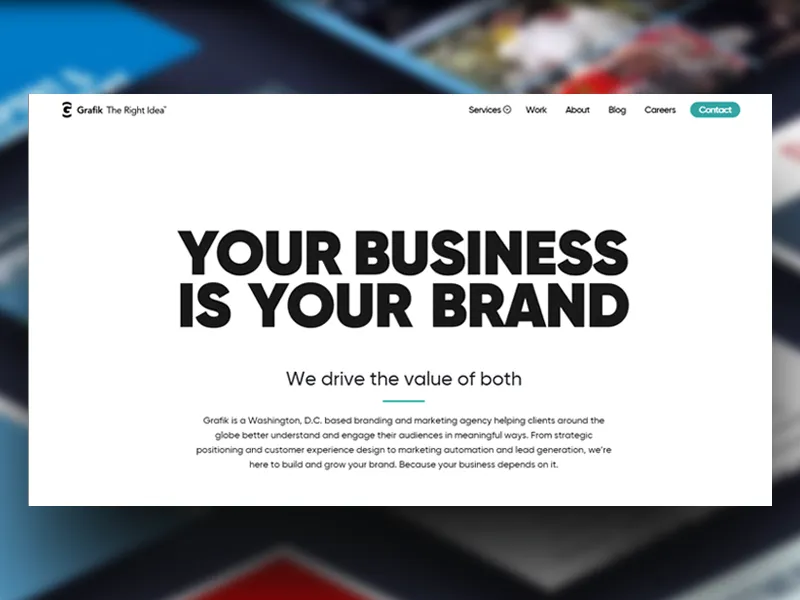 Grafik The Right Idea™
Services Work About Blog Careers Contact
YOUR BUSINESS
IS YOUR BRAND
We drive the value of both
Grafik is a Washington, D.C. based branding and marketing agency helping clients around the
globe better understand and engage their audiences in meaningful ways. From strategic
positioning and customer experience design to marketing automation and lead generation, we're
here to build and grow your brand. Because your business depends on it.